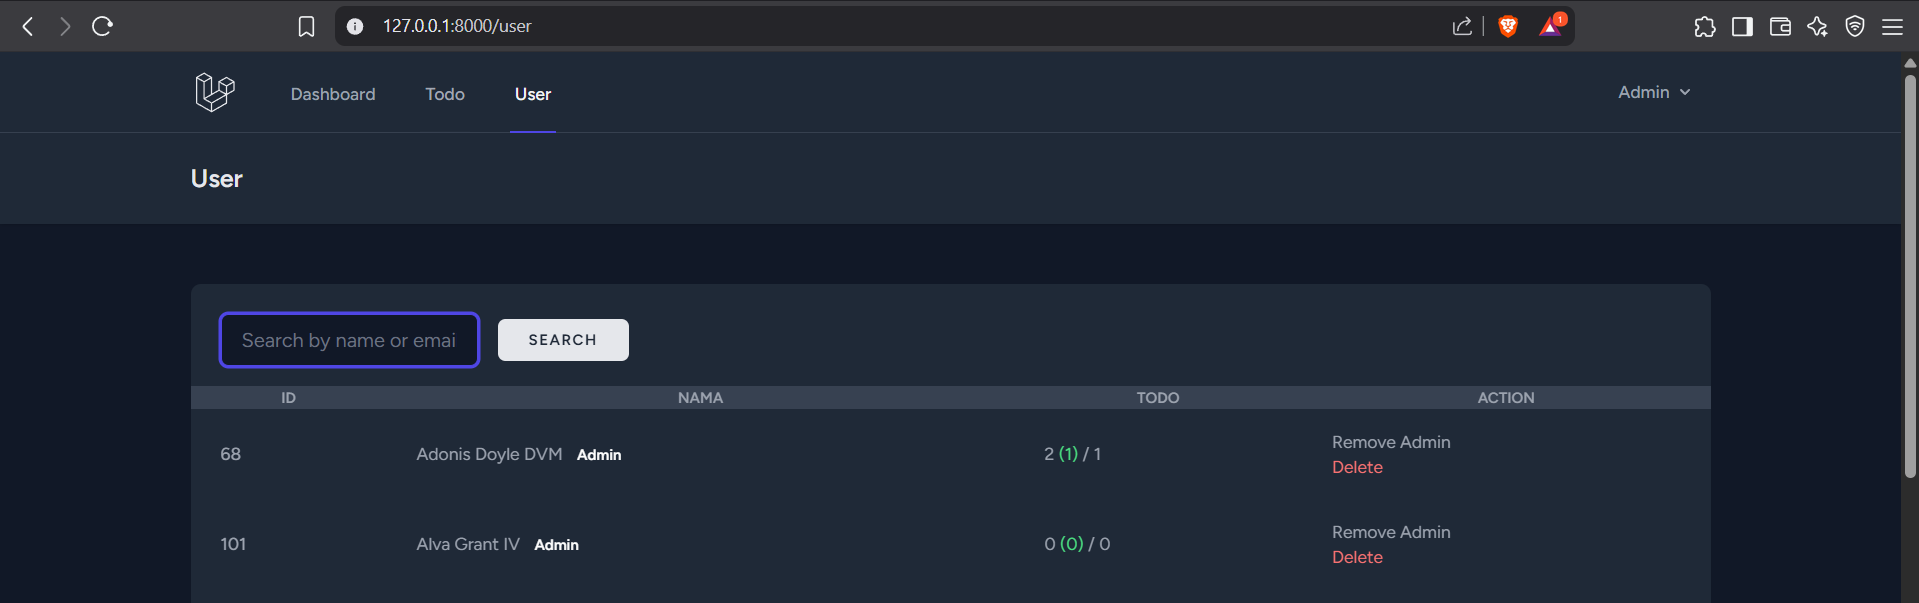 127.0.0.1:8000/user
1
Dashboard Todo User Admin
User
Search by name or emai SEARCH
ID NAMA TODO ACTION
68 Adonis Doyle DVM Admin 2 (1) / 1 Remove Admin
Delete
101 Alva Grant IV Admin 0 (0) / 0 Remove Admin
Delete